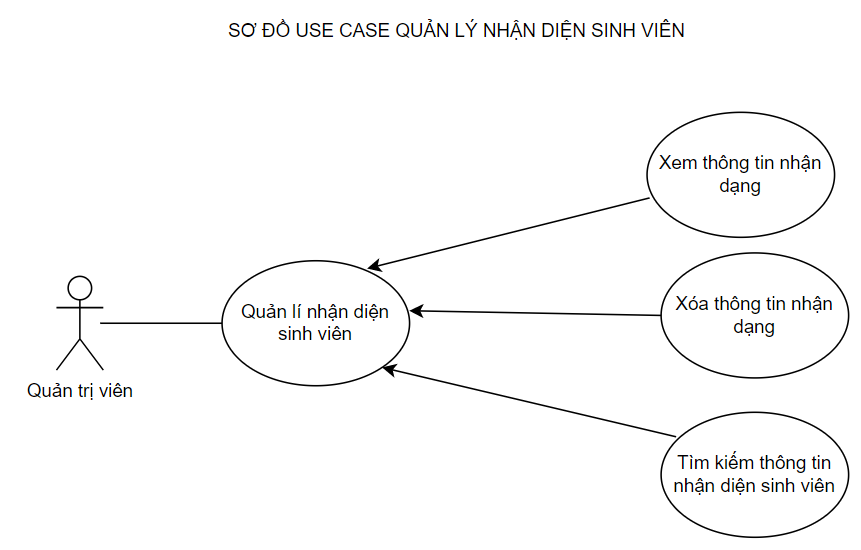 SƠ ĐỒ USE CASE QUẢN LÝ NHẬN DIỆN SINH VIÊN
Xem thông tin nhận
dạng
Quản lí nhận diện
sinh viên
Xóa thông tin nhận
dạng
Quản trị viên
Tìm kiếm thông tin
nhận diện sinh viên